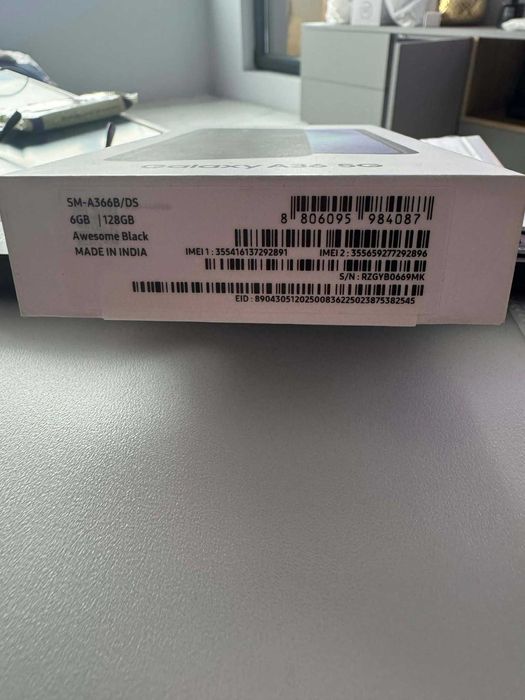 Galaxy A36 5G
SM-A366B/DS
6GB | 128GB
Awesome Black
MADE IN INDIA
8 806095 984087
IMEI 1 : 355416137292891
IMEI 2 : 355659277292896
S/N : RZGYB0669MK
EID : 89043051202500836225023875382545